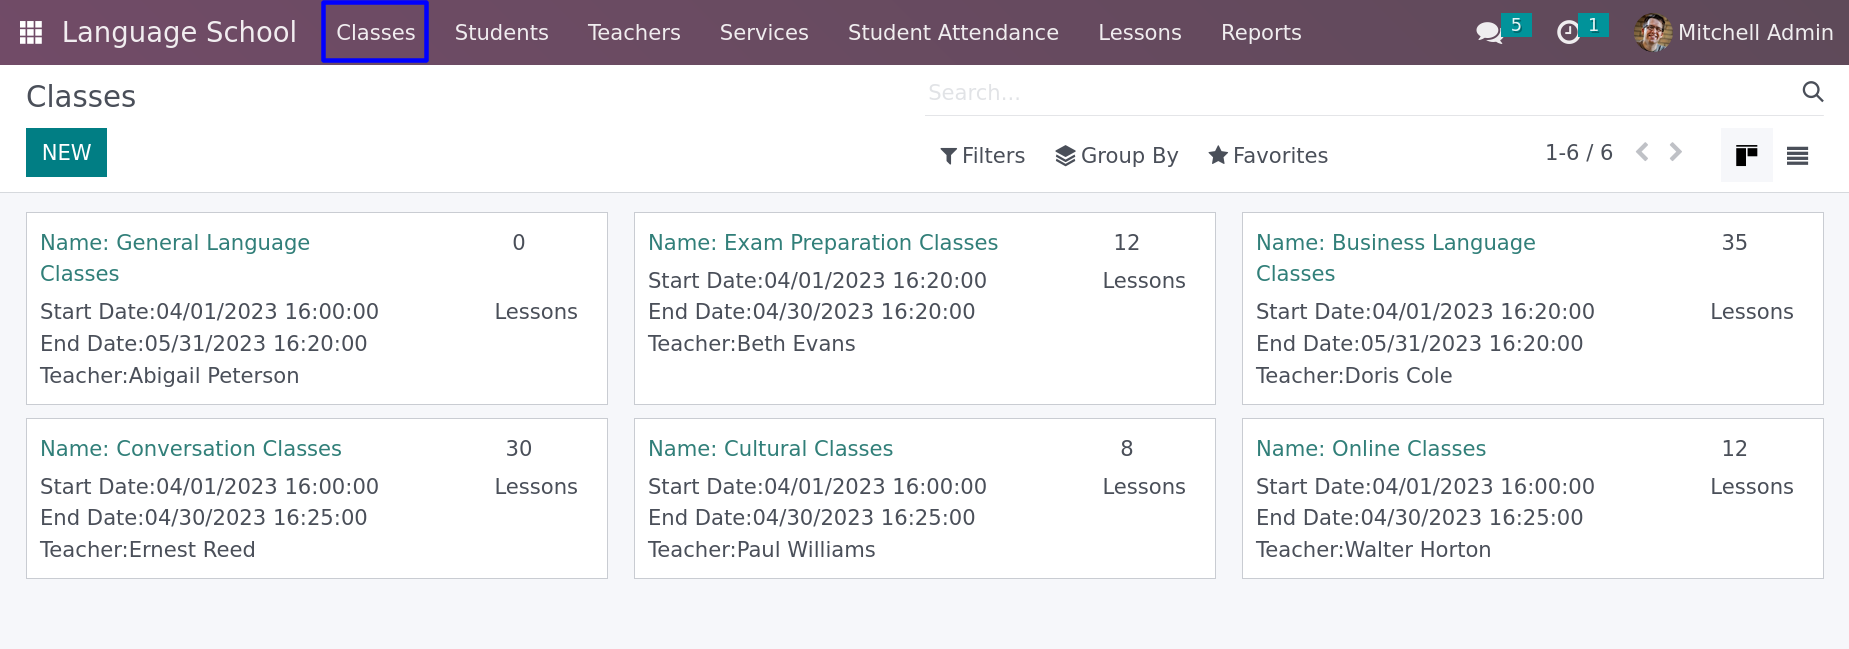 Language School Classes Students Teachers Services Student Attendance Lessons Reports 5 1 Mitchell Admin
Classes
Search...
NEW
Filters Group By Favorites 1-6 / 6
Name: General Language
Classes
0
Start Date:04/01/2023 16:00:00
Lessons
End Date:05/31/2023 16:20:00
Teacher:Abigail Peterson
Name: Exam Preparation Classes
12
Start Date:04/01/2023 16:20:00
Lessons
End Date:04/30/2023 16:20:00
Teacher:Beth Evans
Name: Business Language
Classes
35
Start Date:04/01/2023 16:20:00
Lessons
End Date:05/31/2023 16:20:00
Teacher:Doris Cole
Name: Conversation Classes
30
Start Date:04/01/2023 16:00:00
Lessons
End Date:04/30/2023 16:25:00
Teacher:Ernest Reed
Name: Cultural Classes
8
Start Date:04/01/2023 16:00:00
Lessons
End Date:04/30/2023 16:25:00
Teacher:Paul Williams
Name: Online Classes
12
Start Date:04/01/2023 16:00:00
Lessons
End Date:04/30/2023 16:25:00
Teacher:Walter Horton